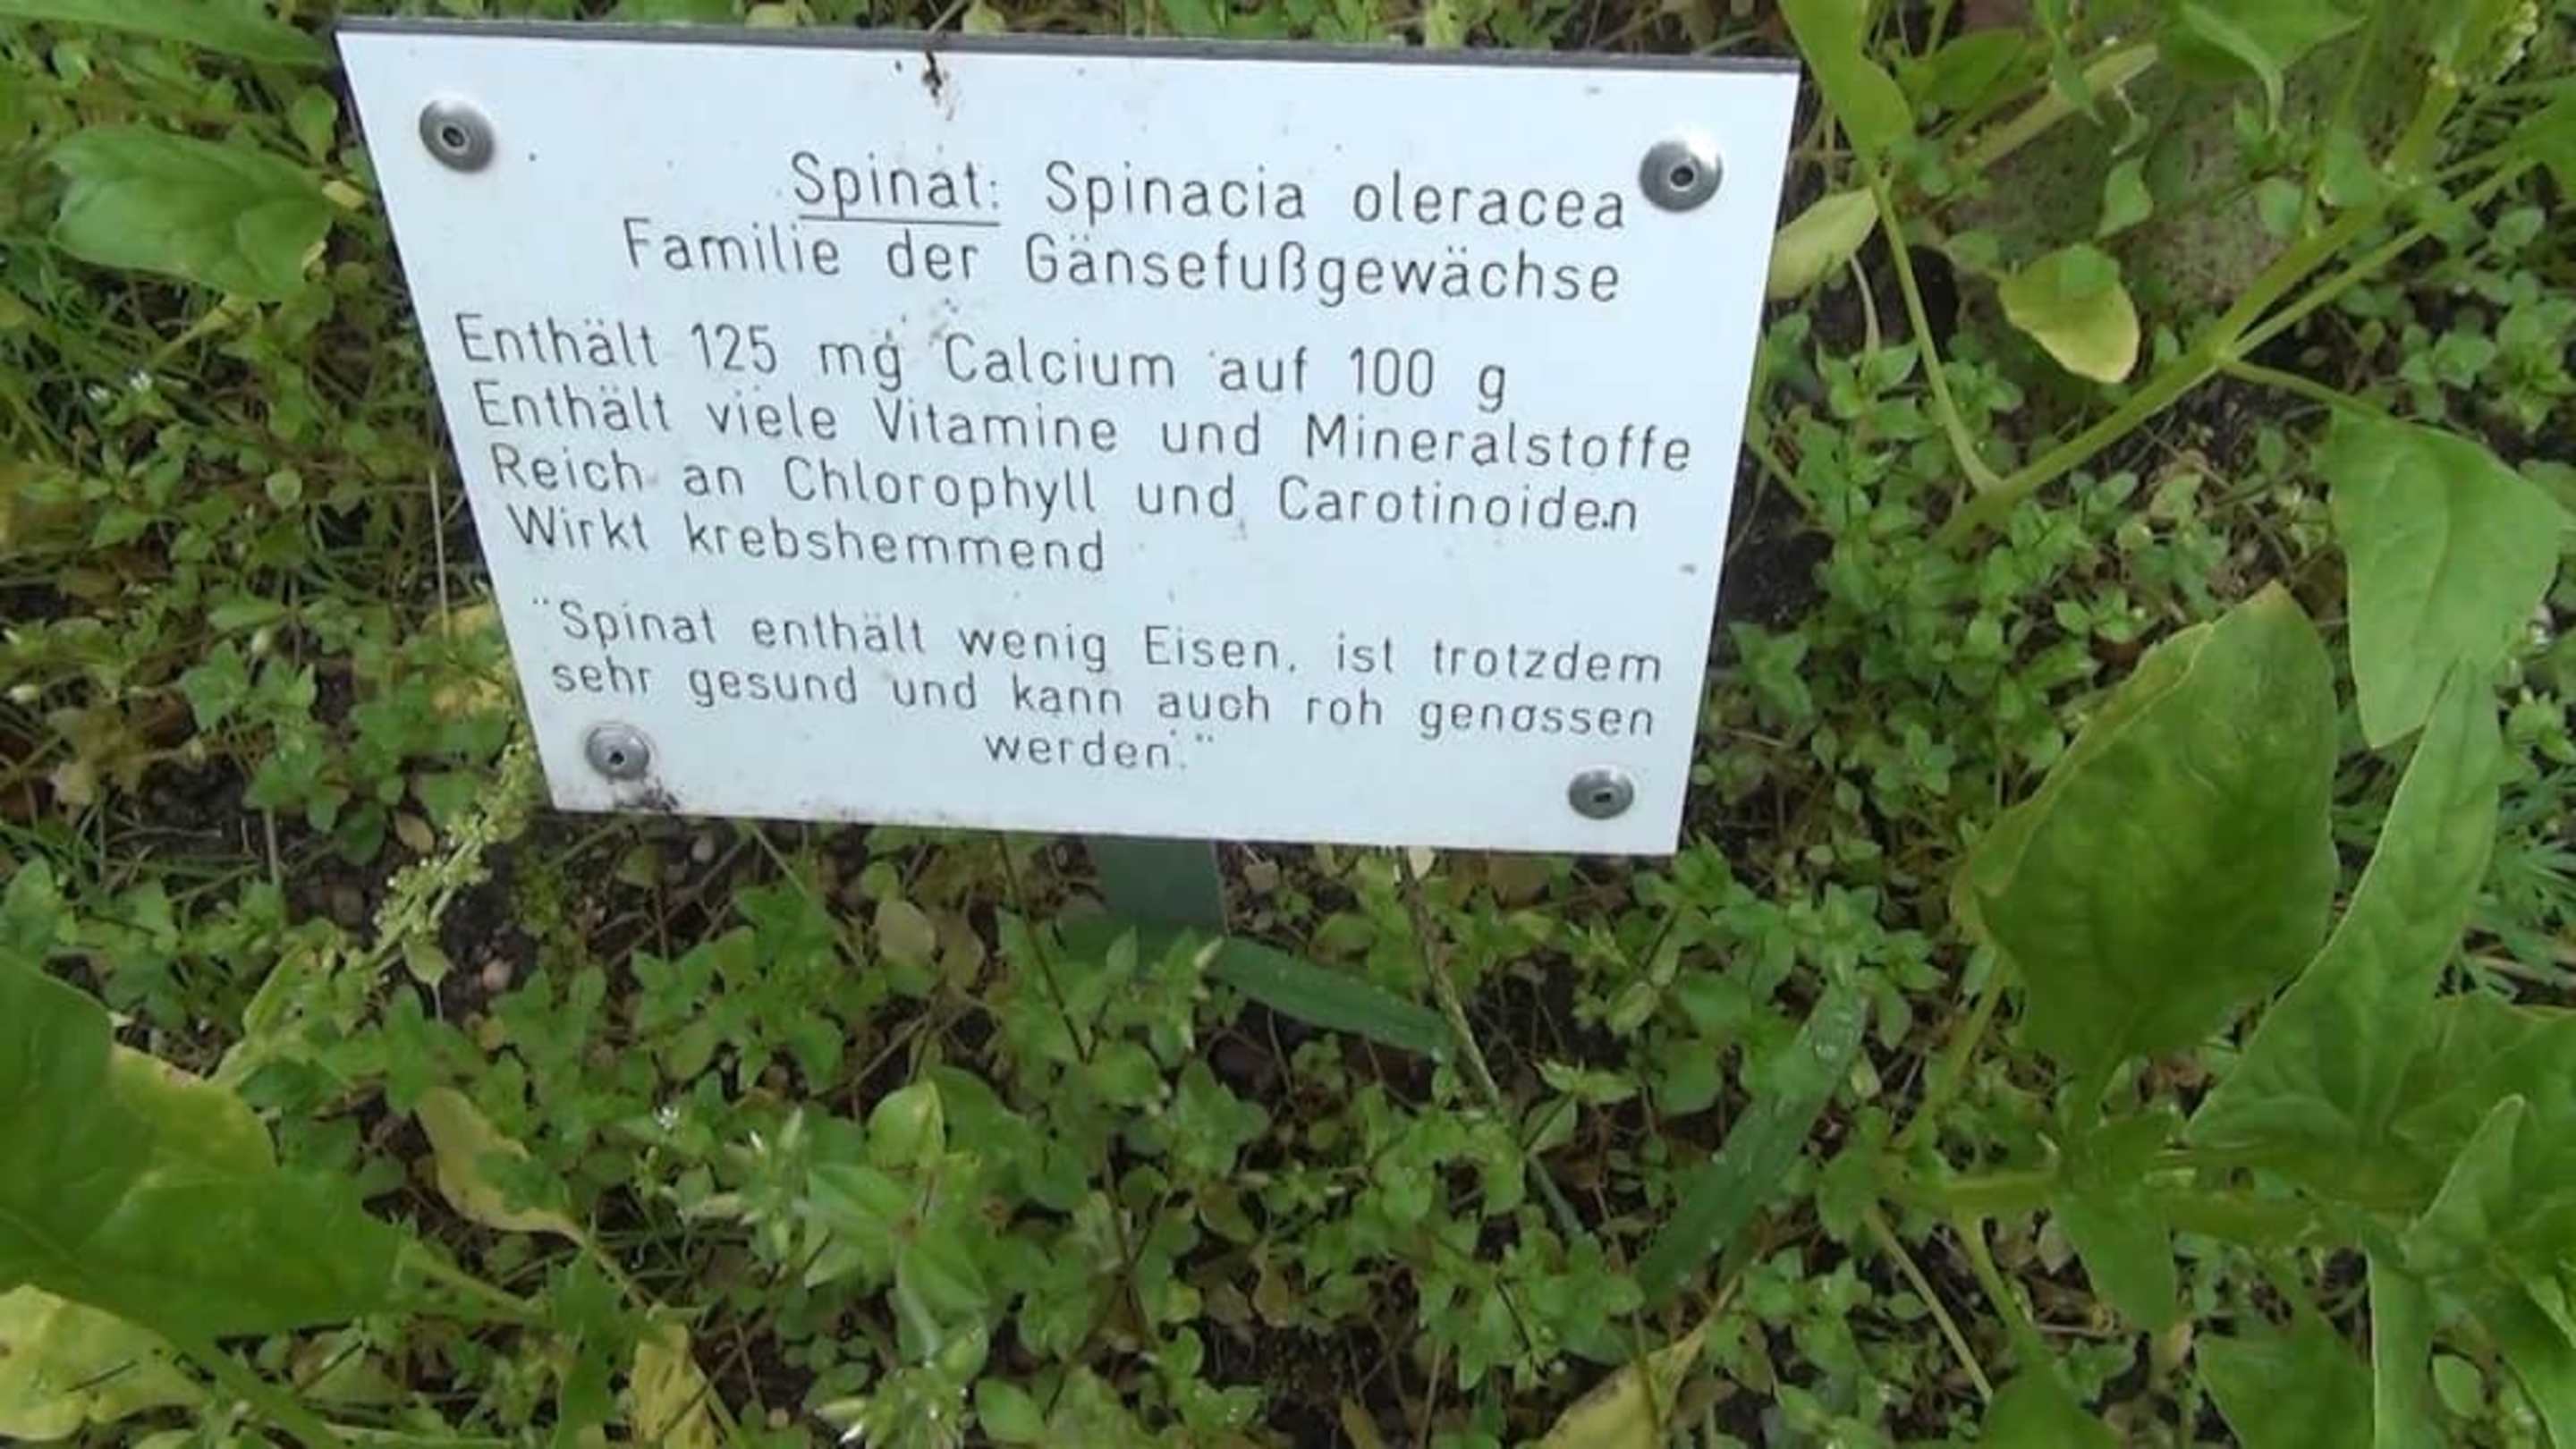 Spinat: Spinacia oleracea
Familie der Gänsefußgewächse
Enthält 125 mg Calcium auf 100 g
Enthält viele Vitamine und Mineralstoffe
Reich an Chlorophyll und Carotinoiden
Wirkt krebshemmend
"Spinat enthält wenig Eisen, ist trotzdem
sehr gesund und kann auch roh genossen
werden."